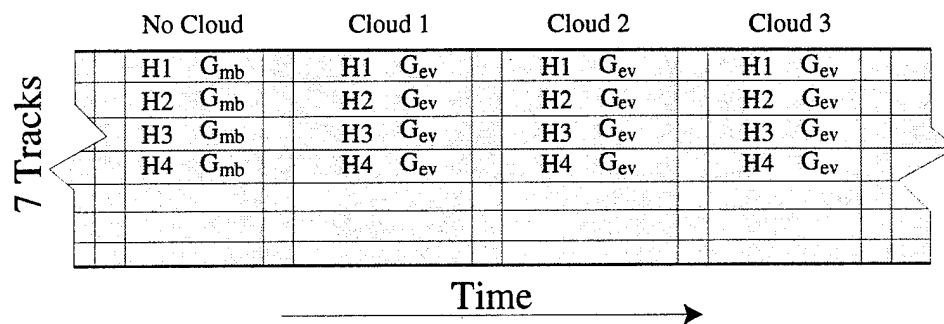 No Cloud Cloud 1 Cloud 2 Cloud 3
H1 Gmb H1 Gev H1 Gev H1 Gev
H2 Gmb H2 Gev H2 Gev H2 Gev
H3 Gmb H3 Gev H3 Gev H3 Gev
H4 Gmb H4 Gev H4 Gev H4 Gev
7 Tracks
Time